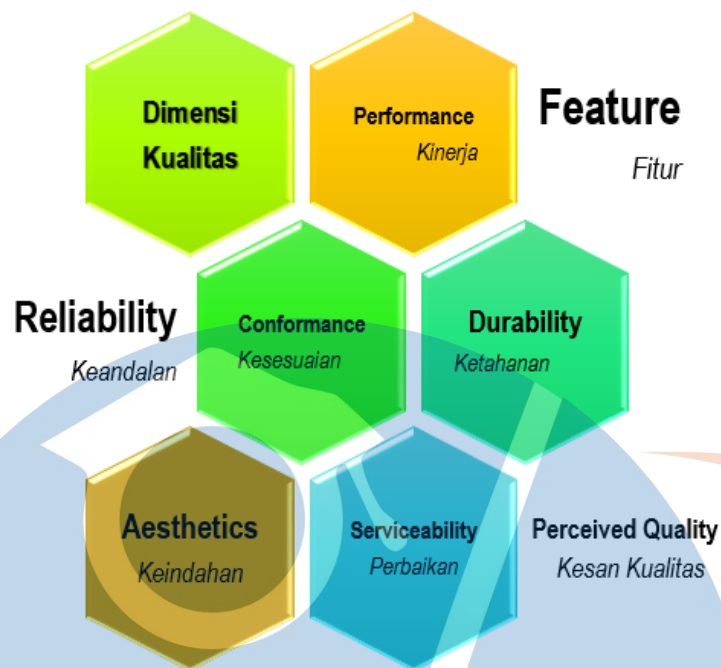 Dimensi
Kualitas
Performance
Kinerja
Feature
Fitur
Reliability
Keandalan
Conformance
Kesesuaian
Durability
Ketahanan
Aesthetics
Keindahan
Serviceability
Perbaikan
Perceived Quality
Kesan Kualitas